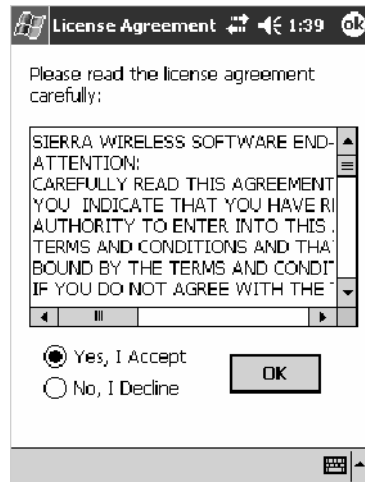 License Agreement 1:39 ok
Please read the license agreement
carefully:
SIERRA WIRELESS SOFTWARE END-
ATTENTION:
CAREFULLY READ THIS AGREEMENT
YOU INDICATE THAT YOU HAVE
AUTHORITY TO ENTER INTO THIS
TERMS AND CONDITIONS AND
BOUND BY THE TERMS AND
IF YOU DO NOT AGREE WITH THE
Yes, I Accept
No, I Decline
OK